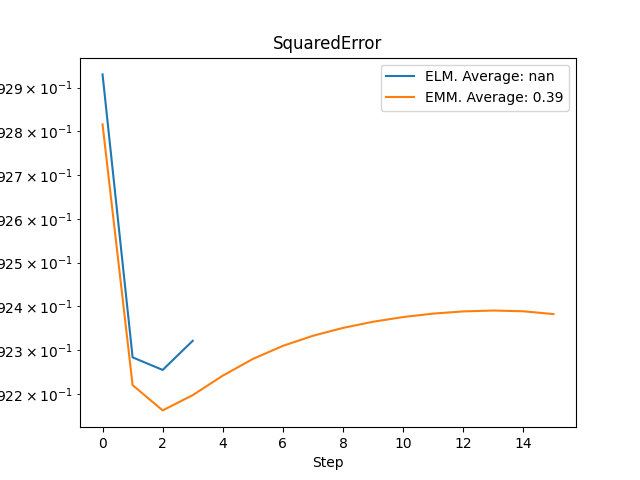 SquaredError
ELM. Average: nan
EMM. Average: 0.39
929 × 10⁻¹
928 × 10⁻¹
927 × 10⁻¹
926 × 10⁻¹
925 × 10⁻¹
924 × 10⁻¹
923 × 10⁻¹
922 × 10⁻¹
0 2 4 6 8 10 12 14
Step